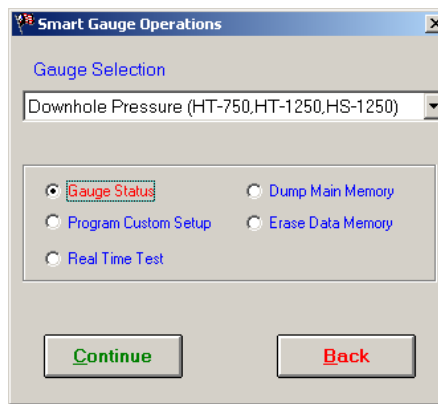 Smart Gauge Operations
Gauge Selection
Downhole Pressure (HT-750,HT-1250,HS-1250)
Gauge Status
Dump Main Memory
Program Custom Setup
Erase Data Memory
Real Time Test
Continue
Back